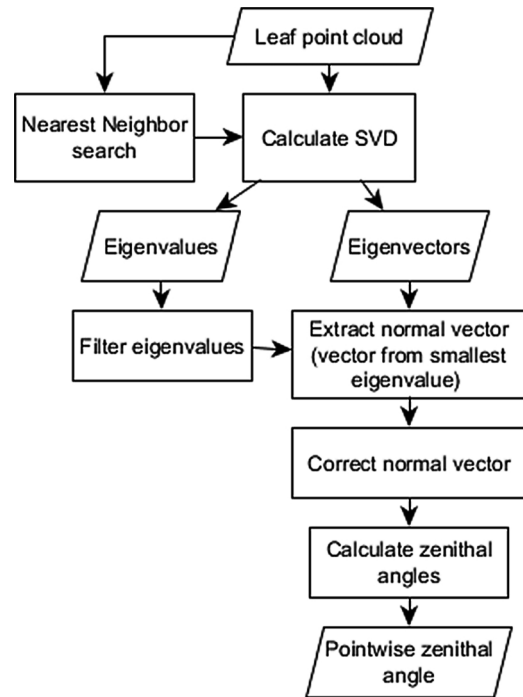 Leaf point cloud
Nearest Neighbor
search
Calculate SVD
Eigenvalues
Eigenvectors
Filter eigenvalues
Extract normal vector
(vector from smallest
eigenvalue)
Correct normal vector
Calculate zenithal
angles
Pointwise zenithal
angle